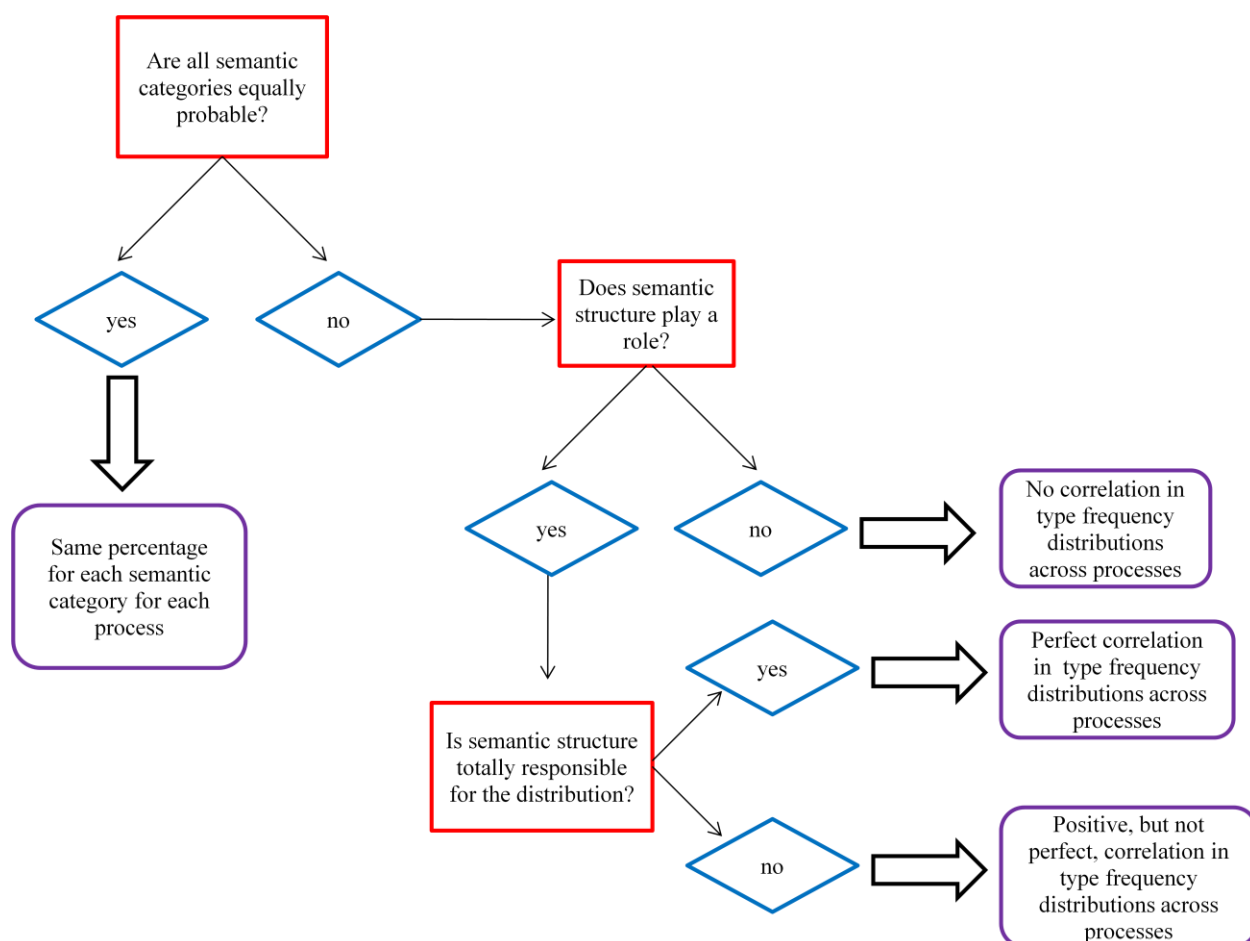 Are all semantic
categories equally
probable?
yes
no
Does semantic
structure play a
role?
Same percentage
for each semantic
category for each
process
yes
no
No correlation in
type frequency
distributions
across processes
Is semantic structure
totally responsible
for the distribution?
yes
Perfect correlation
in type frequency
distributions across
processes
no
Positive, but not
perfect, correlation in
type frequency
distributions across
processes